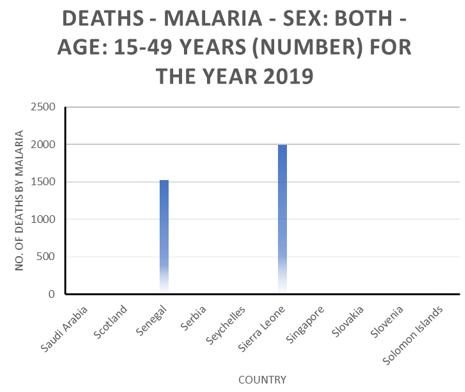 DEATHS - MALARIA - SEX: BOTH -
AGE: 15-49 YEARS (NUMBER) FOR
THE YEAR 2019
NO. OF DEATHS BY MALARIA
2500
2000
1500
1000
500
0
Saudi Arabia
Scotland
Senegal
Serbia
Seychelles
Sierra Leone
Singapore
Slovakia
Slovenia
Solomon Islands
COUNTRY